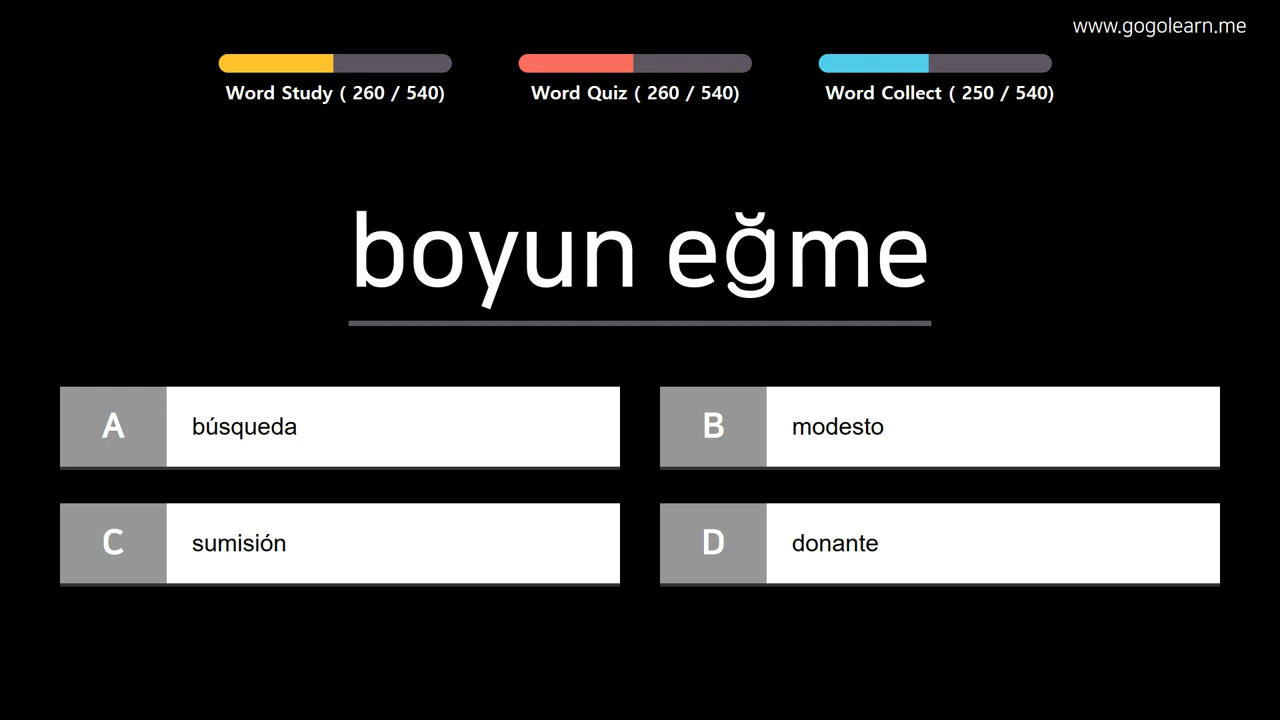 www.gogolearn.me
Word Study ( 260 / 540)
Word Quiz ( 260 / 540)
Word Collect ( 250 / 540)
boyun eğme
A
búsqueda
B
modesto
C
sumisión
D
donante